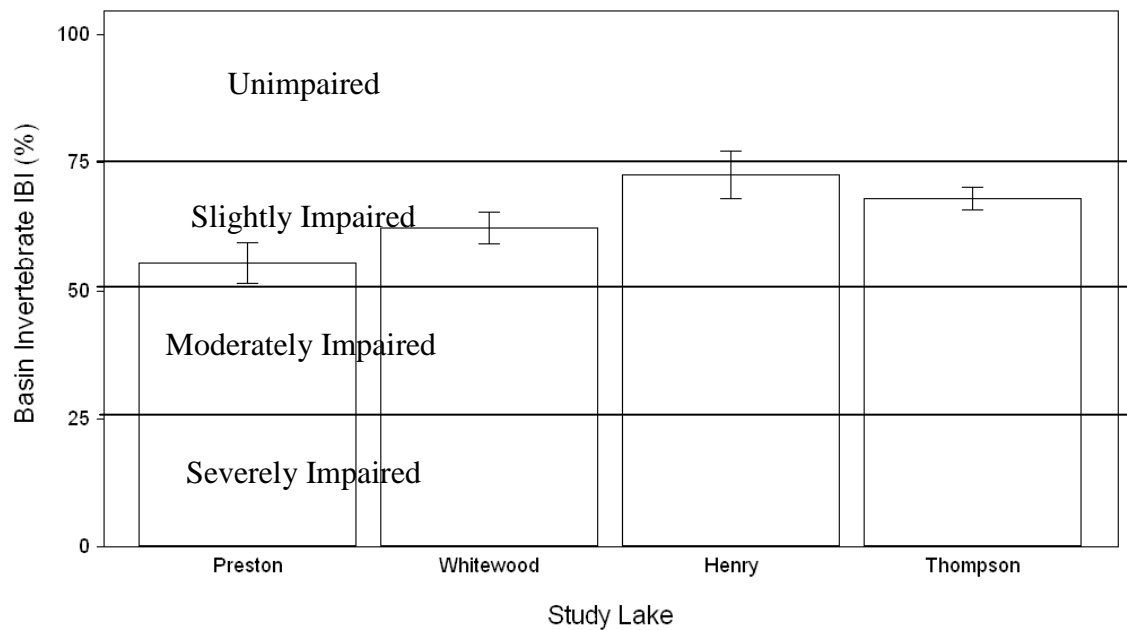 100
75
50
25
0
Basin Invertebrate IBI (%)
Unimpaired
Slightly Impaired
Moderately Impaired
Severely Impaired
Preston Whitewood Henry Thompson
Study Lake